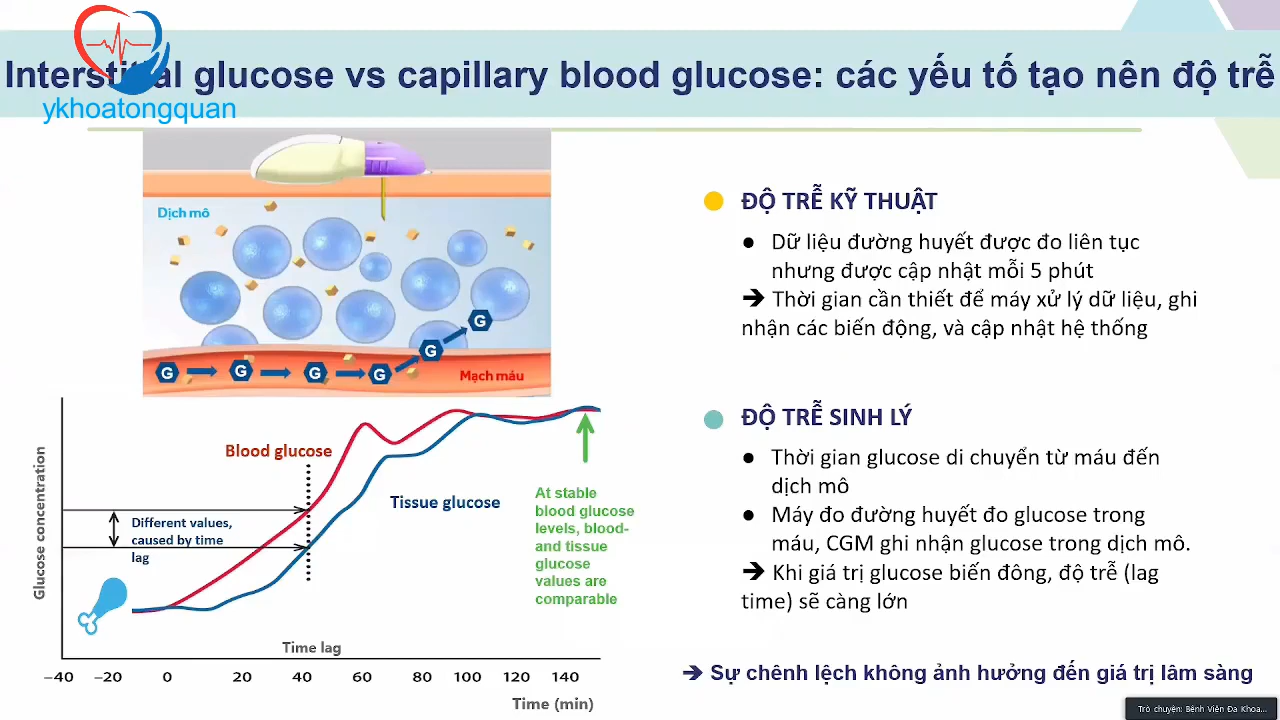 Interstitial glucose vs capillary blood glucose: các yếu tố tạo nên độ trễ
ykhoatongquan
Dịch mô
G
G
G
G
G
G
Mạch máu
Glucose concentration
Blood glucose
Tissue glucose
Different values,
caused by time
lag
At stable
blood glucose
levels, blood-
and tissue
glucose
values are
comparable
Time lag
−40 −20 0 20 40 60 80 100 120 140
Time (min)
ĐỘ TRỄ KỸ THUẬT
● Dữ liệu đường huyết được đo liên tục
nhưng được cập nhật mỗi 5 phút
➔ Thời gian cần thiết để máy xử lý dữ liệu, ghi
nhận các biến động, và cập nhật hệ thống
ĐỘ TRỄ SINH LÝ
● Thời gian glucose di chuyển từ máu đến
dịch mô
● Máy đo đường huyết đo glucose trong
máu, CGM ghi nhận glucose trong dịch mô.
➔ Khi giá trị glucose biến đông, độ trễ (lag
time) sẽ càng lớn
➔ Sự chênh lệch không ảnh hưởng đến giá trị lâm sàng
Trò chuyện: Bệnh Viện Đa Khoa...